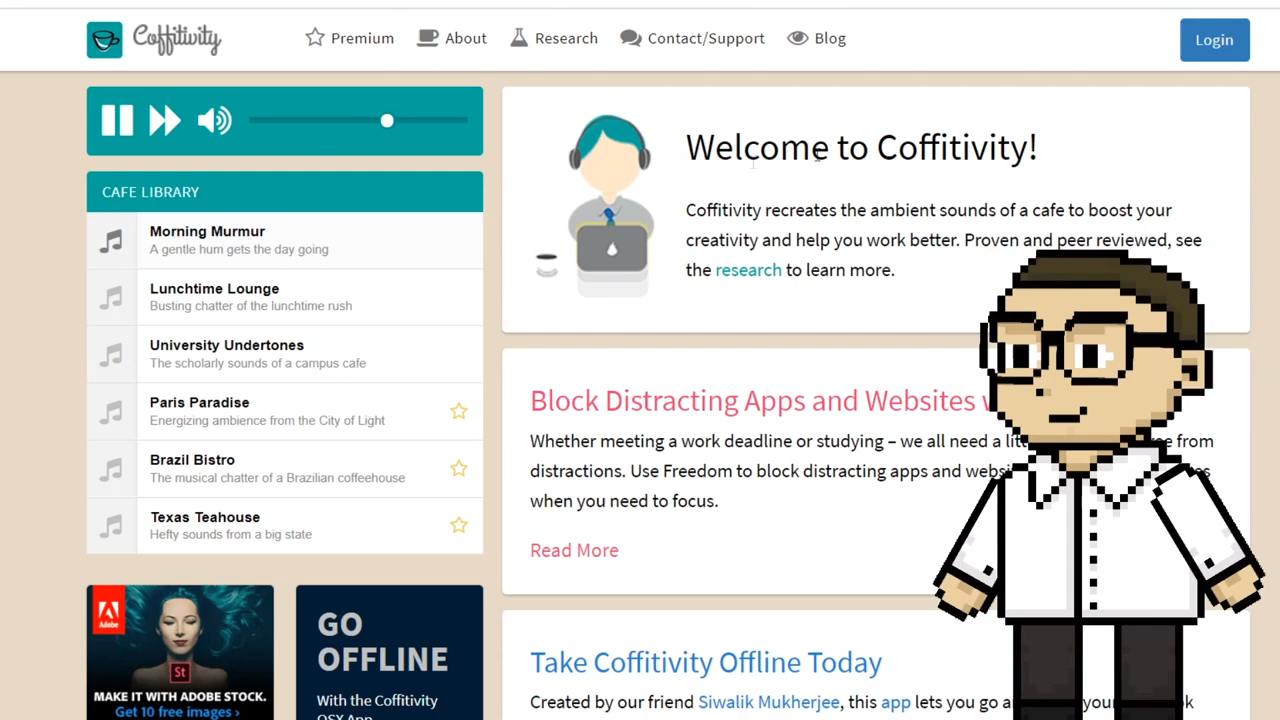 Coffitivity
Premium
About
Research
Contact/Support
Blog
Login
CAFE LIBRARY
Morning Murmur
A gentle hum gets the day going
Lunchtime Lounge
Busting chatter of the lunchtime rush
University Undertones
The scholarly sounds of a campus cafe
Paris Paradise
Energizing ambience from the City of Light
Brazil Bistro
The musical chatter of a Brazilian coffeehouse
Texas Teahouse
Hefty sounds from a big state
Adobe
St
MAKE IT WITH ADOBE STOCK.
Get 10 free images ›
GO
OFFLINE
With the Coffitivity
OSX App
Welcome to Coffitivity!
Coffitivity recreates the ambient sounds of a cafe to boost your
creativity and help you work better. Proven and peer reviewed, see
the research to learn more.
Block Distracting Apps and Websites
Whether meeting a work deadline or studying – we all need a from
distractions. Use Freedom to block distracting apps and
when you need to focus.
Read More
Take Coffitivity Offline Today
Created by our friend Siwalik Mukherjee, this app lets you go